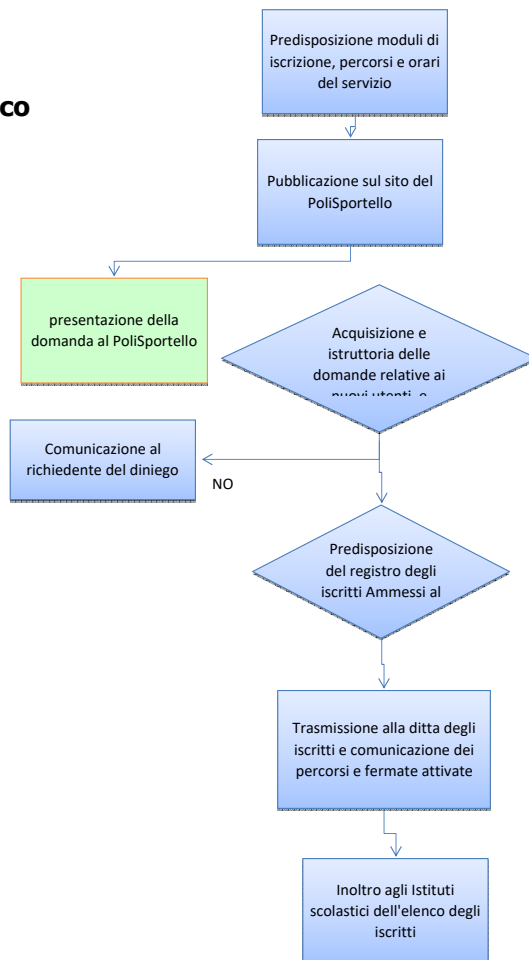 Predisposizione moduli di
iscrizione, percorsi e orari
del servizio
co
Pubblicazione sul sito del
PoliSportello
presentazione della
domanda al PoliSportello
Acquisizione e
istruttoria delle
domande relative ai
nuovi utenti, e
Comunicazione al
richiedente del diniego
NO
Predisposizione
del registro degli
iscritti Ammessi al
Trasmissione alla ditta degli
iscritti e comunicazione dei
percorsi e fermate attivate
Inoltro agli Istituti
scolastici dell'elenco degli
iscritti